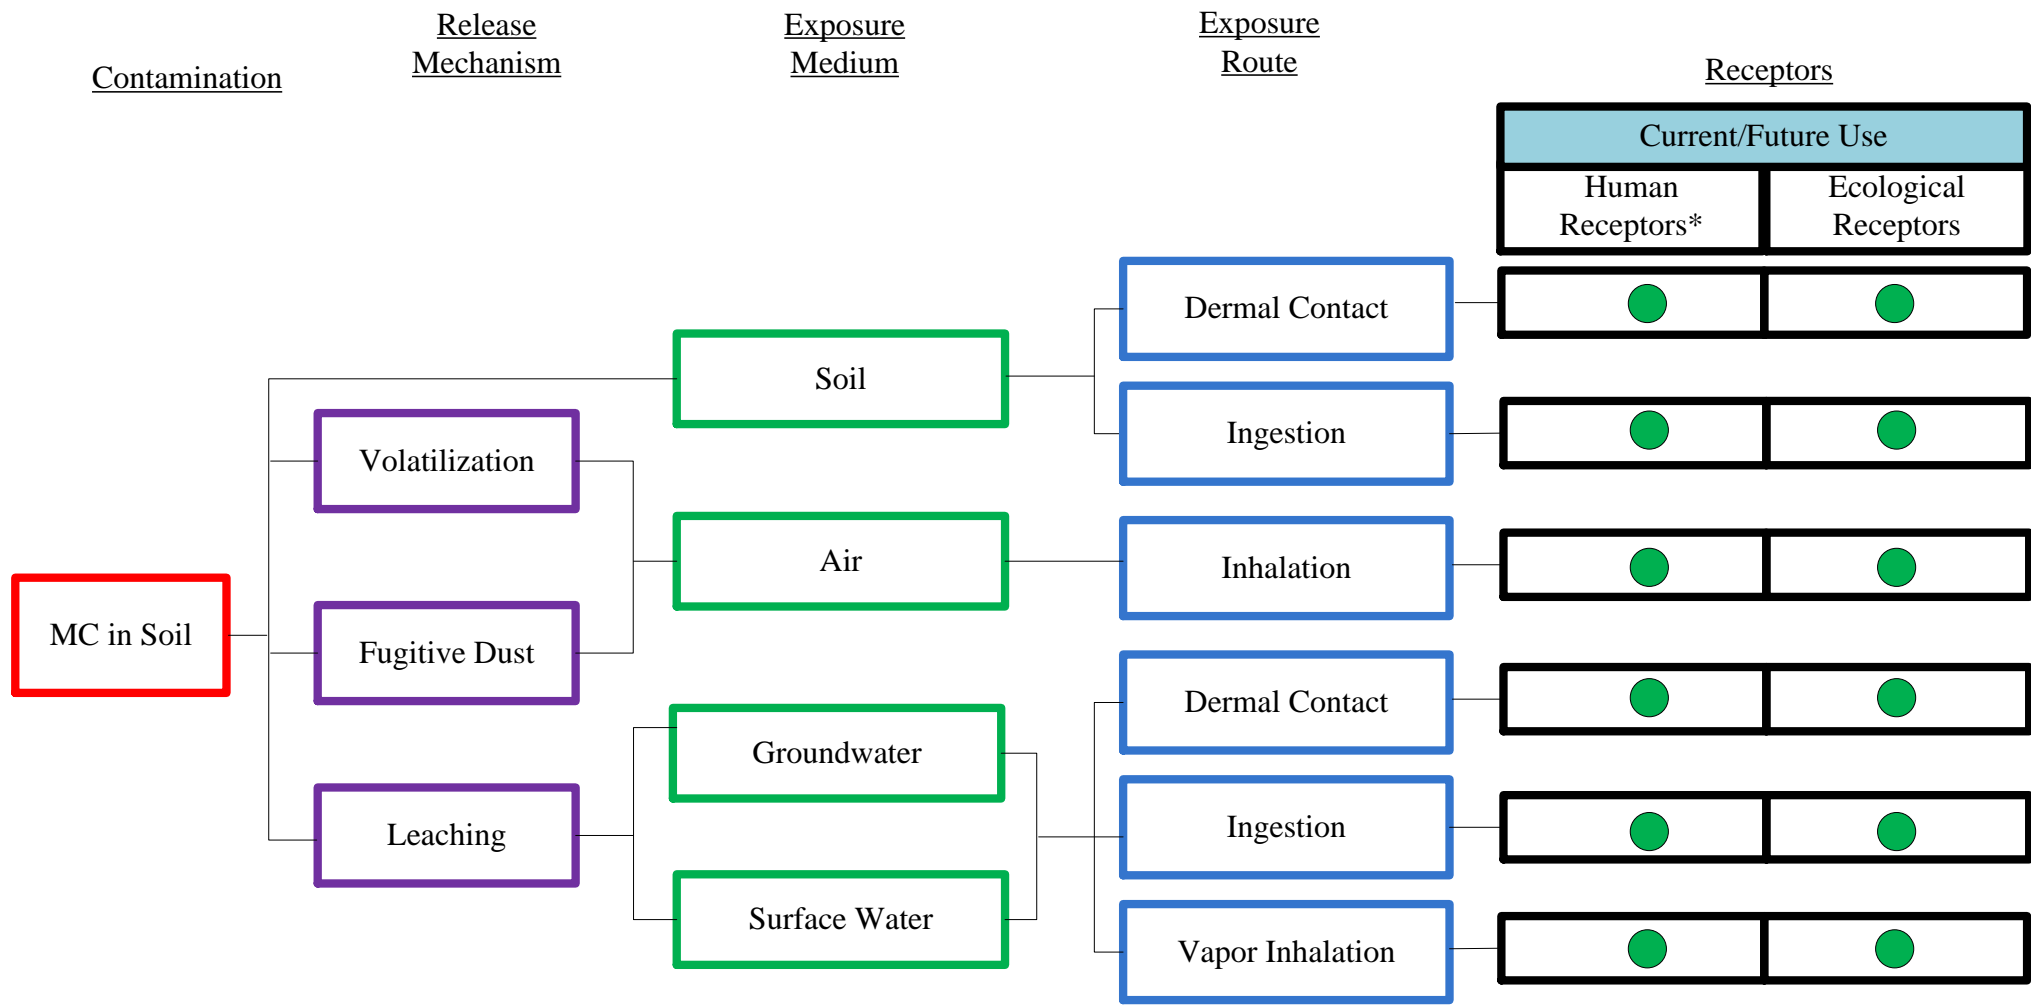 Contamination
Release
Mechanism
Exposure
Medium
Exposure
Route
Receptors
Current/Future Use
Human
Receptors*
Ecological
Receptors
MC in Soil
Volatilization
Fugitive Dust
Leaching
Soil
Air
Groundwater
Surface Water
Dermal Contact
Ingestion
Inhalation
Dermal Contact
Ingestion
Vapor Inhalation